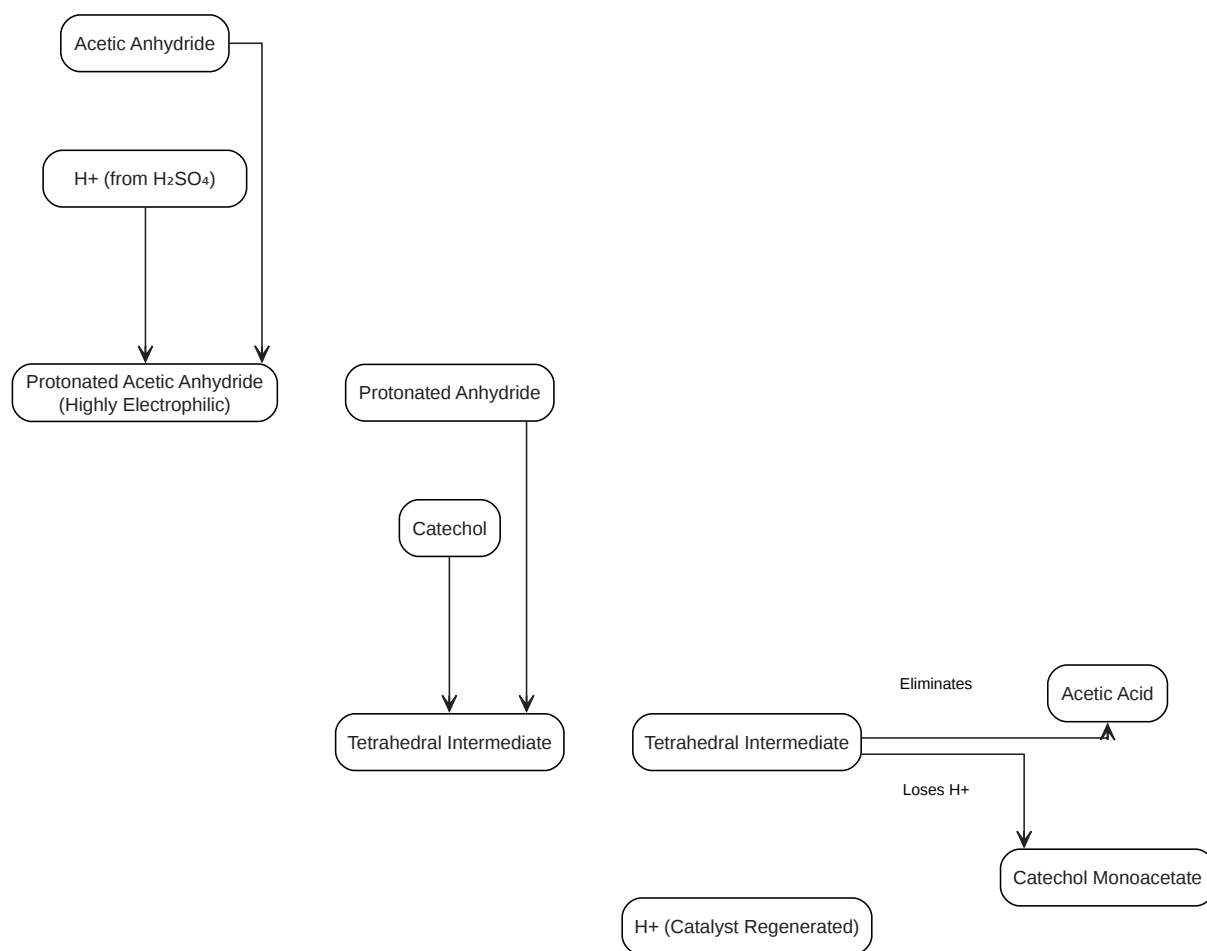 Acetic Anhydride
H+ (from H₂SO₄)
Protonated Acetic Anhydride
(Highly Electrophilic)
Protonated Anhydride
Catechol
Tetrahedral Intermediate
Tetrahedral Intermediate
Eliminates
Acetic Acid
Loses H+
Catechol Monoacetate
H+ (Catalyst Regenerated)